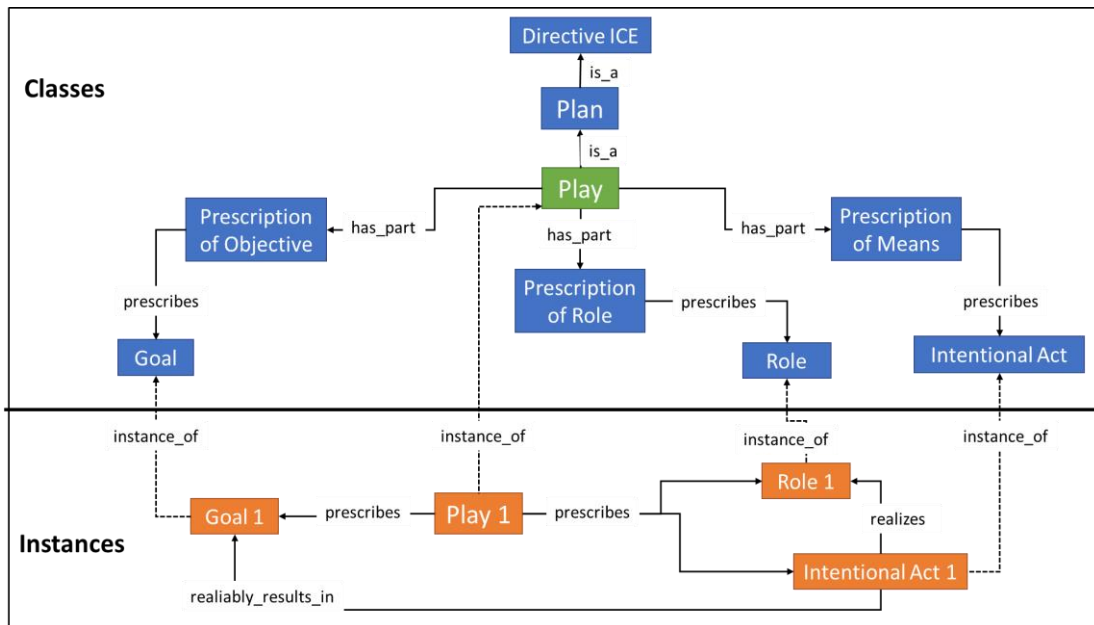 Directive ICE
is_a
Classes
Plan
is_a
Play
Prescription
of Objective
has_part
has_part
has_part
Prescription
of Means
Prescription
of Role
prescribes
prescribes
prescribes
Goal
Role
Intentional Act
instance_of
instance_of
instance_of
instance_of
Role 1
Goal 1
prescribes
Play 1
prescribes
realizes
Instances
Intentional Act 1
realiably_results_in